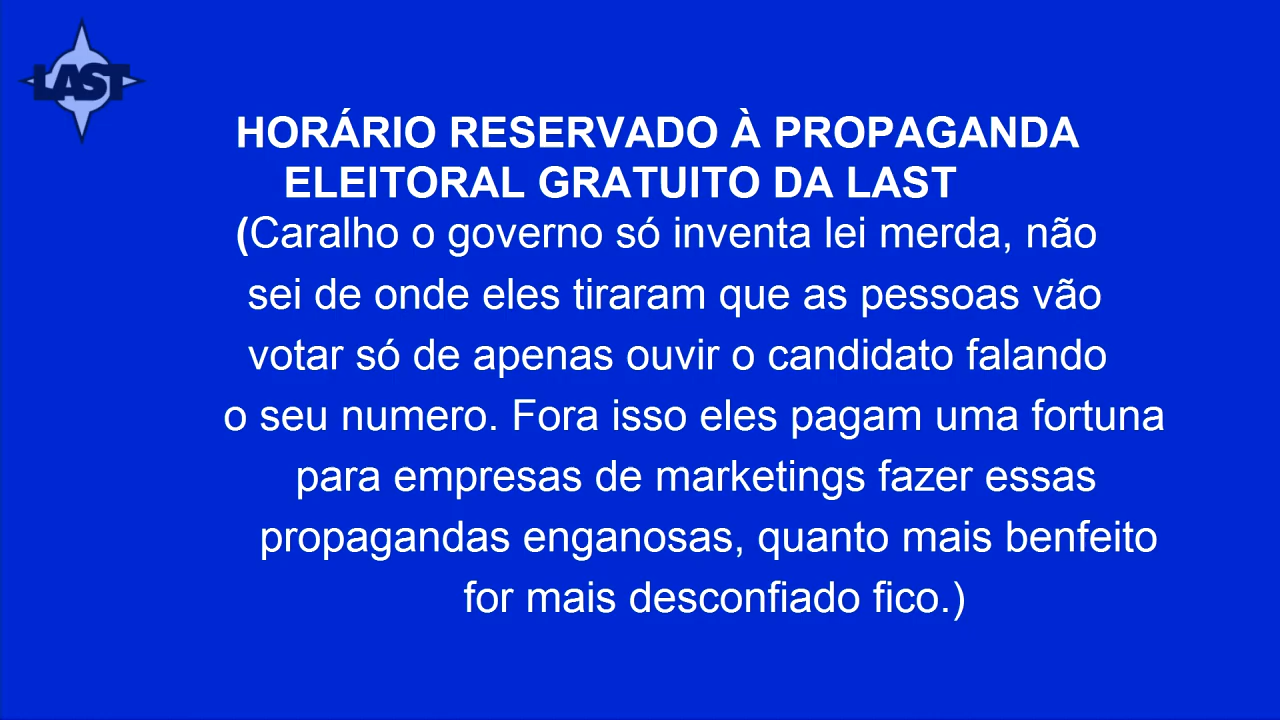 LAST
HORÁRIO RESERVADO À PROPAGANDA
ELEITORAL GRATUITO DA LAST
(Caralho o governo só inventa lei merda, não
sei de onde eles tiraram que as pessoas vão
votar só de apenas ouvir o candidato falando
o seu numero. Fora isso eles pagam uma fortuna
para empresas de marketings fazer essas
propagandas enganosas, quanto mais benfeito
for mais desconfiado fico.)